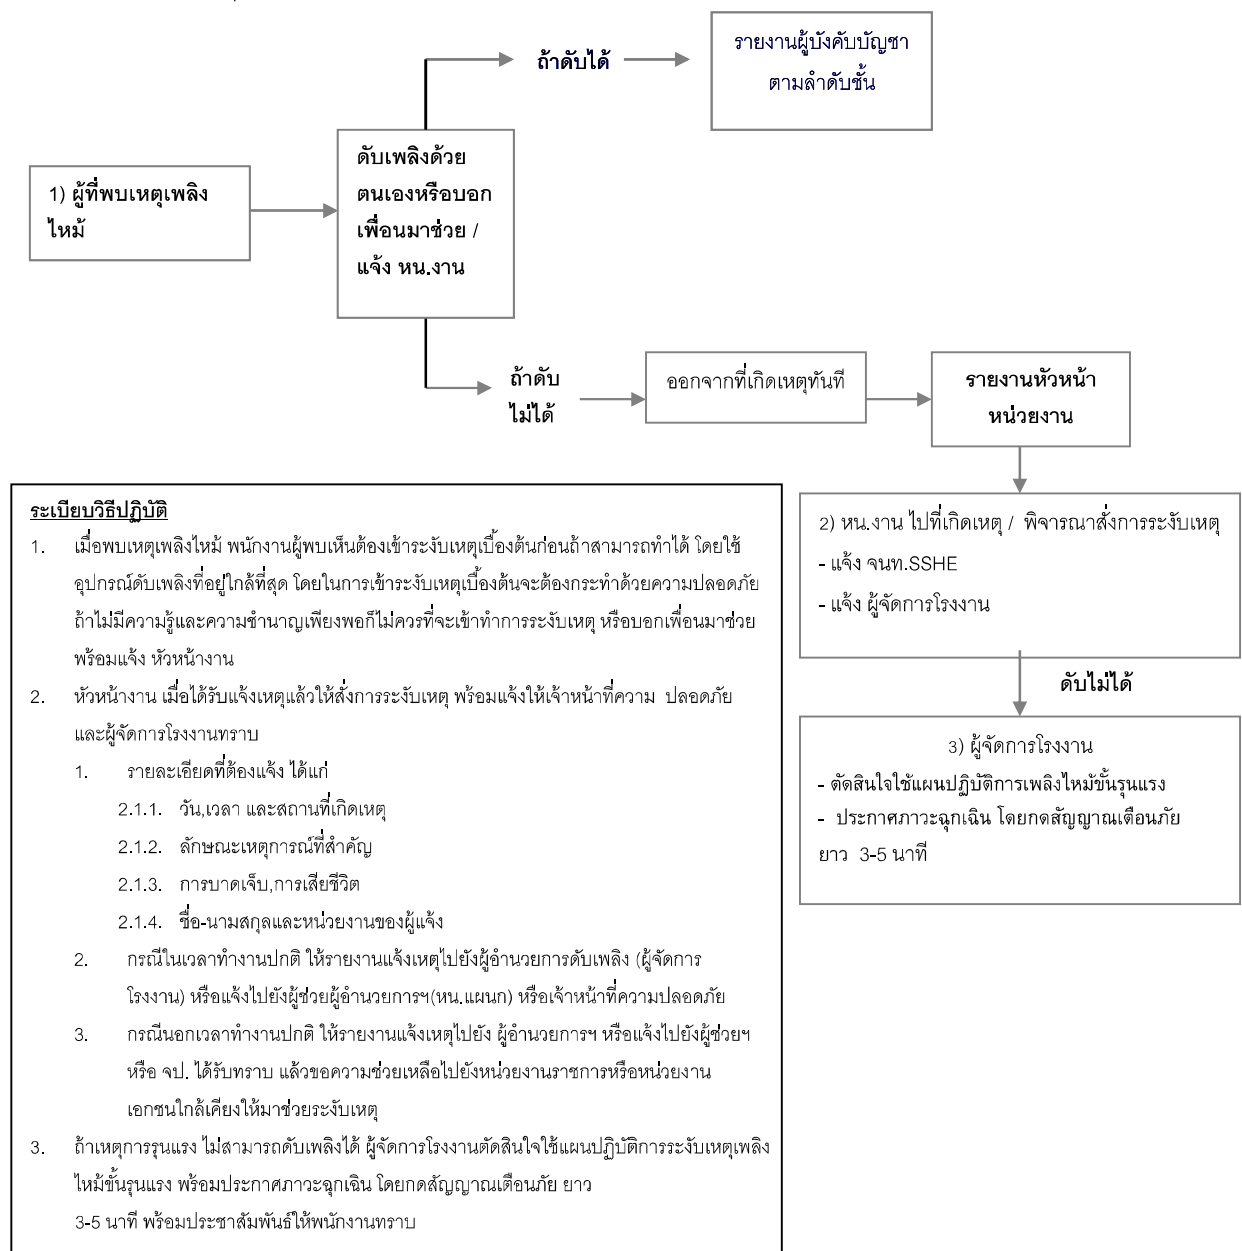 ถ้าดับได้
รายงานผู้บังคับบัญชา
ตามลำดับชั้น
1) ผู้ที่พบเหตุเพลิง
ไหม้
ดับเพลิงด้วย
ตนเองหรือบอก
เพื่อนมาช่วย /
แจ้ง หน.งาน
ถ้าดับ
ไม่ได้
ออกจากที่เกิดเหตุทันที
รายงานหัวหน้า
หน่วยงาน
2) หน.งาน ไปที่เกิดเหตุ / พิจารณาสั่งการระงับเหตุ
- แจ้ง จนท.SSHE
- แจ้ง ผู้จัดการโรงงาน
ดับไม่ได้
3) ผู้จัดการโรงงาน
- ตัดสินใจใช้แผนปฏิบัติการเพลิงไหม้ขั้นรุนแรง
- ประกาศภาวะฉุกเฉิน โดยกดสัญญาณเตือนภัย
ยาว 3-5 นาที
ระเบียบวิธีปฏิบัติ
1. เมื่อพบเหตุเพลิงไหม้ พนักงานผู้พบเห็นต้องเข้าระงับเหตุเบื้องต้นก่อนถ้าสามารถทำได้ โดยใช้
อุปกรณ์ดับเพลิงที่อยู่ใกล้ที่สุด โดยในการเข้าระงับเหตุเบื้องต้นจะต้องกระทำด้วยความปลอดภัย
ถ้าไม่มีความรู้และความชำนาญเพียงพอก็ไม่ควรที่จะเข้าทำการระงับเหตุ หรือบอกเพื่อนมาช่วย
พร้อมแจ้ง หัวหน้างาน
2. หัวหน้างาน เมื่อได้รับแจ้งเหตุแล้วให้สั่งการระงับเหตุ พร้อมแจ้งให้เจ้าหน้าที่ความ ปลอดภัย
และผู้จัดการโรงงานทราบ
1. รายละเอียดที่ต้องแจ้ง ได้แก่
2.1.1. วัน,เวลา และสถานที่เกิดเหตุ
2.1.2. ลักษณะเหตุการณ์ที่สำคัญ
2.1.3. การบาดเจ็บ,การเสียชีวิต
2.1.4. ชื่อ-นามสกุลและหน่วยงานของผู้แจ้ง
2. กรณีในเวลาทำงานปกติ ให้รายงานแจ้งเหตุไปยังผู้อำนวยการดับเพลิง (ผู้จัดการ
โรงงาน) หรือแจ้งไปยังผู้ช่วยผู้อำนวยการฯ(หน.แผนก) หรือเจ้าหน้าที่ความปลอดภัย
3. กรณีนอกเวลาทำงานปกติ ให้รายงานแจ้งเหตุไปยัง ผู้อำนวยการฯ หรือแจ้งไปยังผู้ช่วยฯ
หรือ จป. ได้รับทราบ แล้วขอความช่วยเหลือไปยังหน่วยงานราชการหรือหน่วยงาน
เอกชนใกล้เคียงให้มาช่วยระงับเหตุ
3. ถ้าเหตุการรุนแรง ไม่สามารถดับเพลิงได้ ผู้จัดการโรงงานตัดสินใจใช้แผนปฏิบัติการระงับเหตุเพลิง
ไหม้ขั้นรุนแรง พร้อมประกาศภาวะฉุกเฉิน โดยกดสัญญาณเตือนภัย ยาว
3-5 นาที พร้อมประชาสัมพันธ์ให้พนักงานทราบ